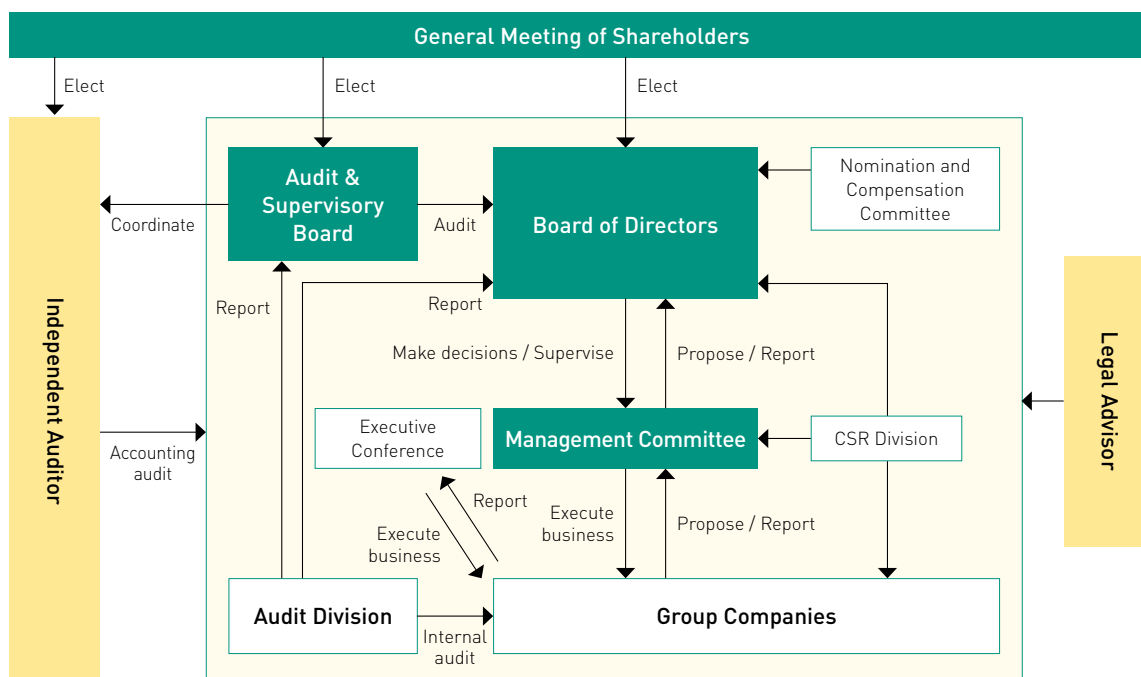 General Meeting of Shareholders
Elect
Elect
Elect
Audit &
Supervisory
Board
Board of Directors
Nomination and
Compensation
Committee
Coordinate
Audit
Report
Report
Independent Auditor
Legal Advisor
Make decisions / Supervise
Propose / Report
Executive
Conference
Management Committee
CSR Division
Accounting
audit
Report
Execute
business
Execute
business
Propose / Report
Audit Division
Internal
audit
Group Companies